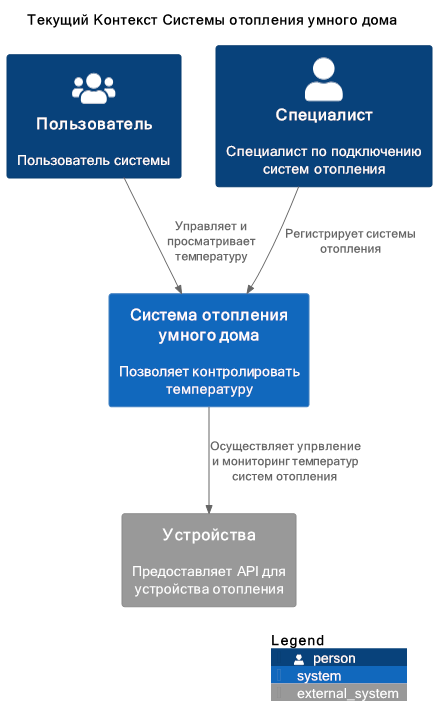 Текущий Контекст Системы отопления умного дома
Пользователь
Пользователь системы
Специалист
Специалист по подключению
систем отопления
Управляет и
просматривает
температуру
Регистрирует системы
отопления
Система отопления
умного дома
Позволяет контролировать
температуру
Осуществляет упрвление
и мониторинг температур
систем отопления
Устройства
Предоставляет API для
устройства отопления
Legend
person
system
external_system